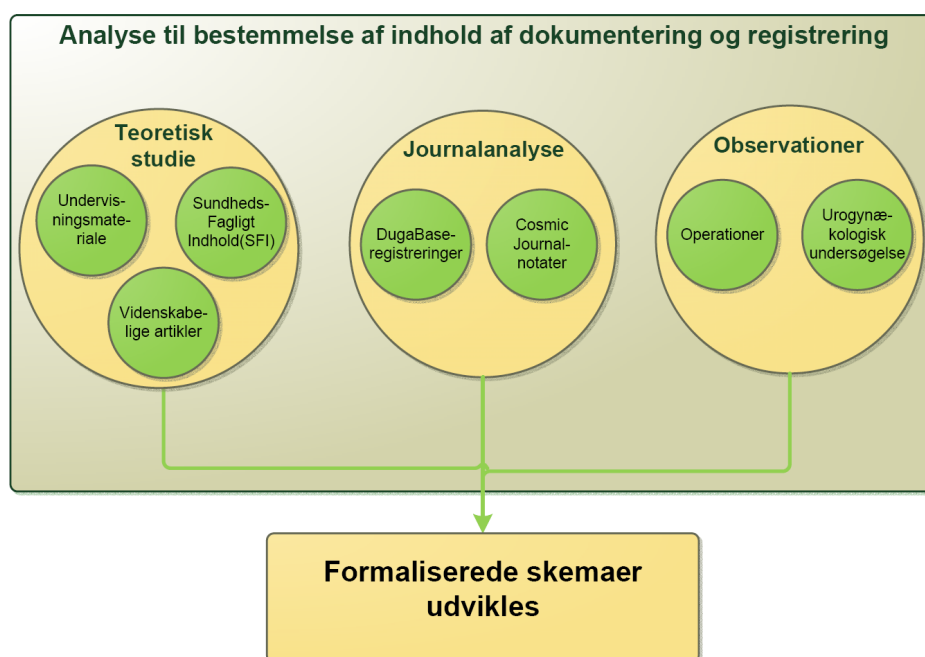 Analyse til bestemmelse af indhold af dokumentering og registrering
Teoretisk
studie
Undervis-
ningsmate-
riale
Sundheds-
Fagligt
Indhold(SFI)
Videnskabe-
lige artikler
Journalanalyse
DugaBase-
registreringer
Cosmic
Journal-
notater
Observationer
Operationer
Urogynæ-
kologisk
undersøgelse
Formaliserede skemaer
udvikles